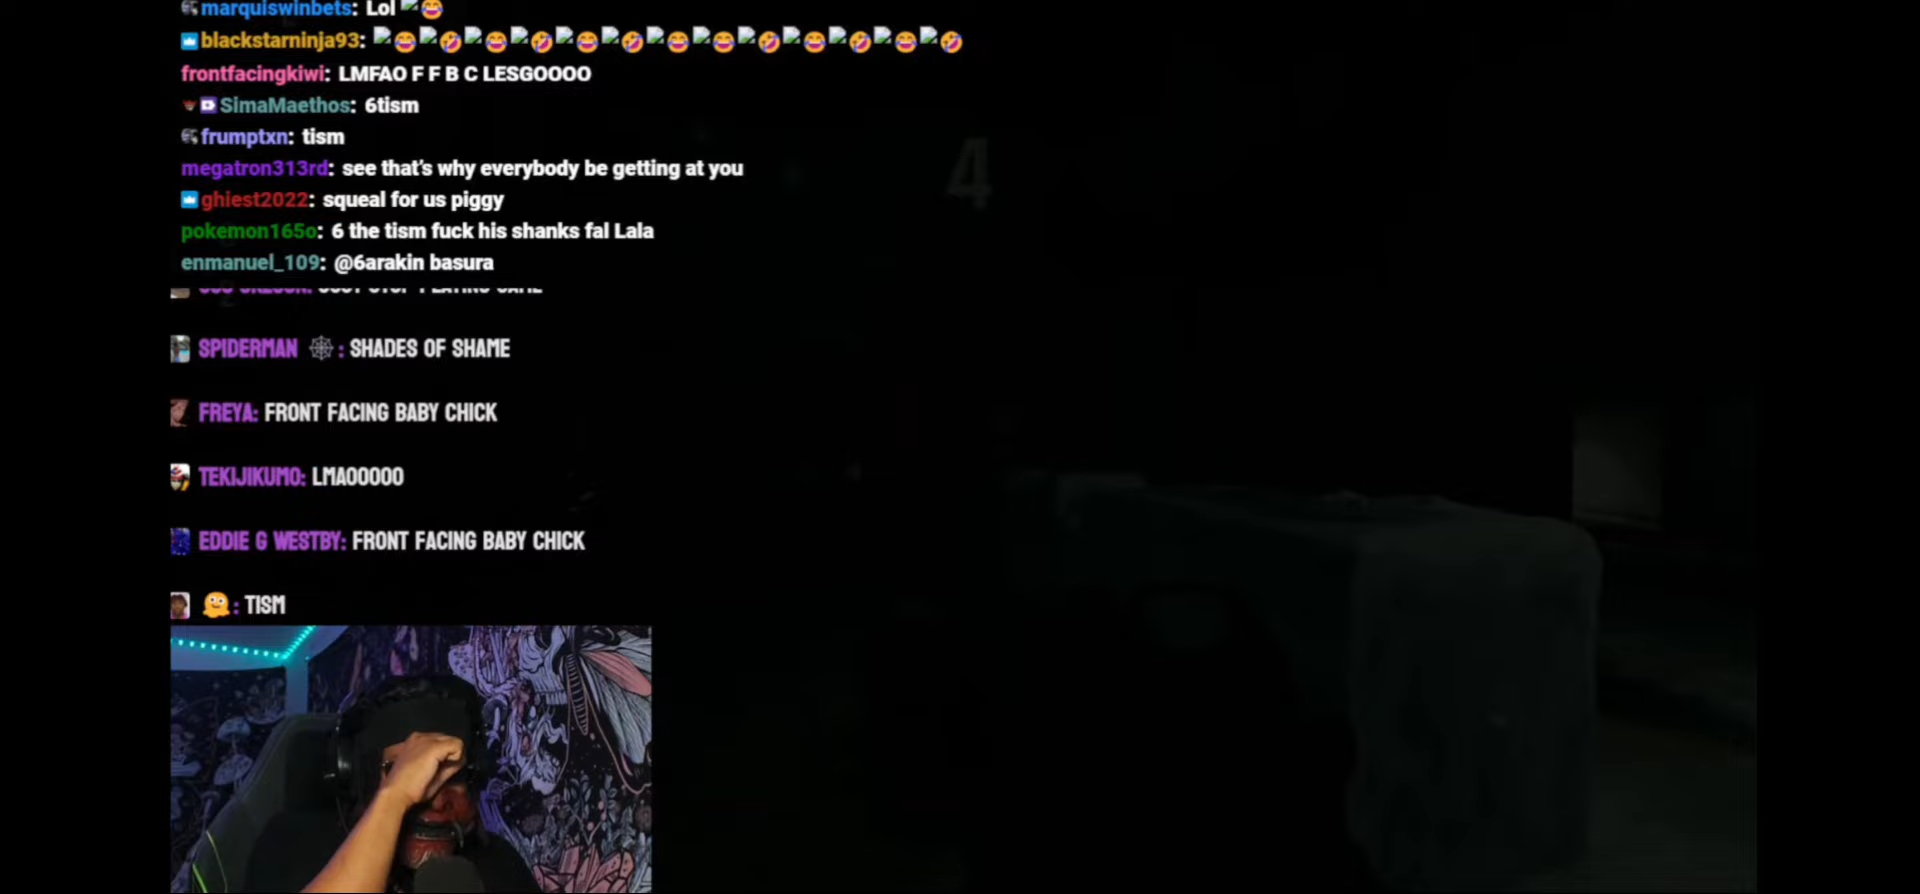 marquiswinbets: Lol 😂
blackstarninja93: 😂🤣😂🤣😂🤣😂😂🤣😂🤣😂🤣
frontfacingkiwi: LMFAO F F B C LESGOOOO
SimaMaethos: 6tism
frumptxn: tism
megatron313rd: see that's why everybody be getting at you
ghiest2022: squeal for us piggy
pokemon165o: 6 the tism fuck his shanks fal Lala
enmanuel_109: @6arakin basura
SPIDERMAN 🕸: SHADES OF SHAME
FREYA: FRONT FACING BABY CHICK
TEKIJIKUMO: LMAOOOOO
EDDIE G WESTBY: FRONT FACING BABY CHICK
🫠: TISM
4